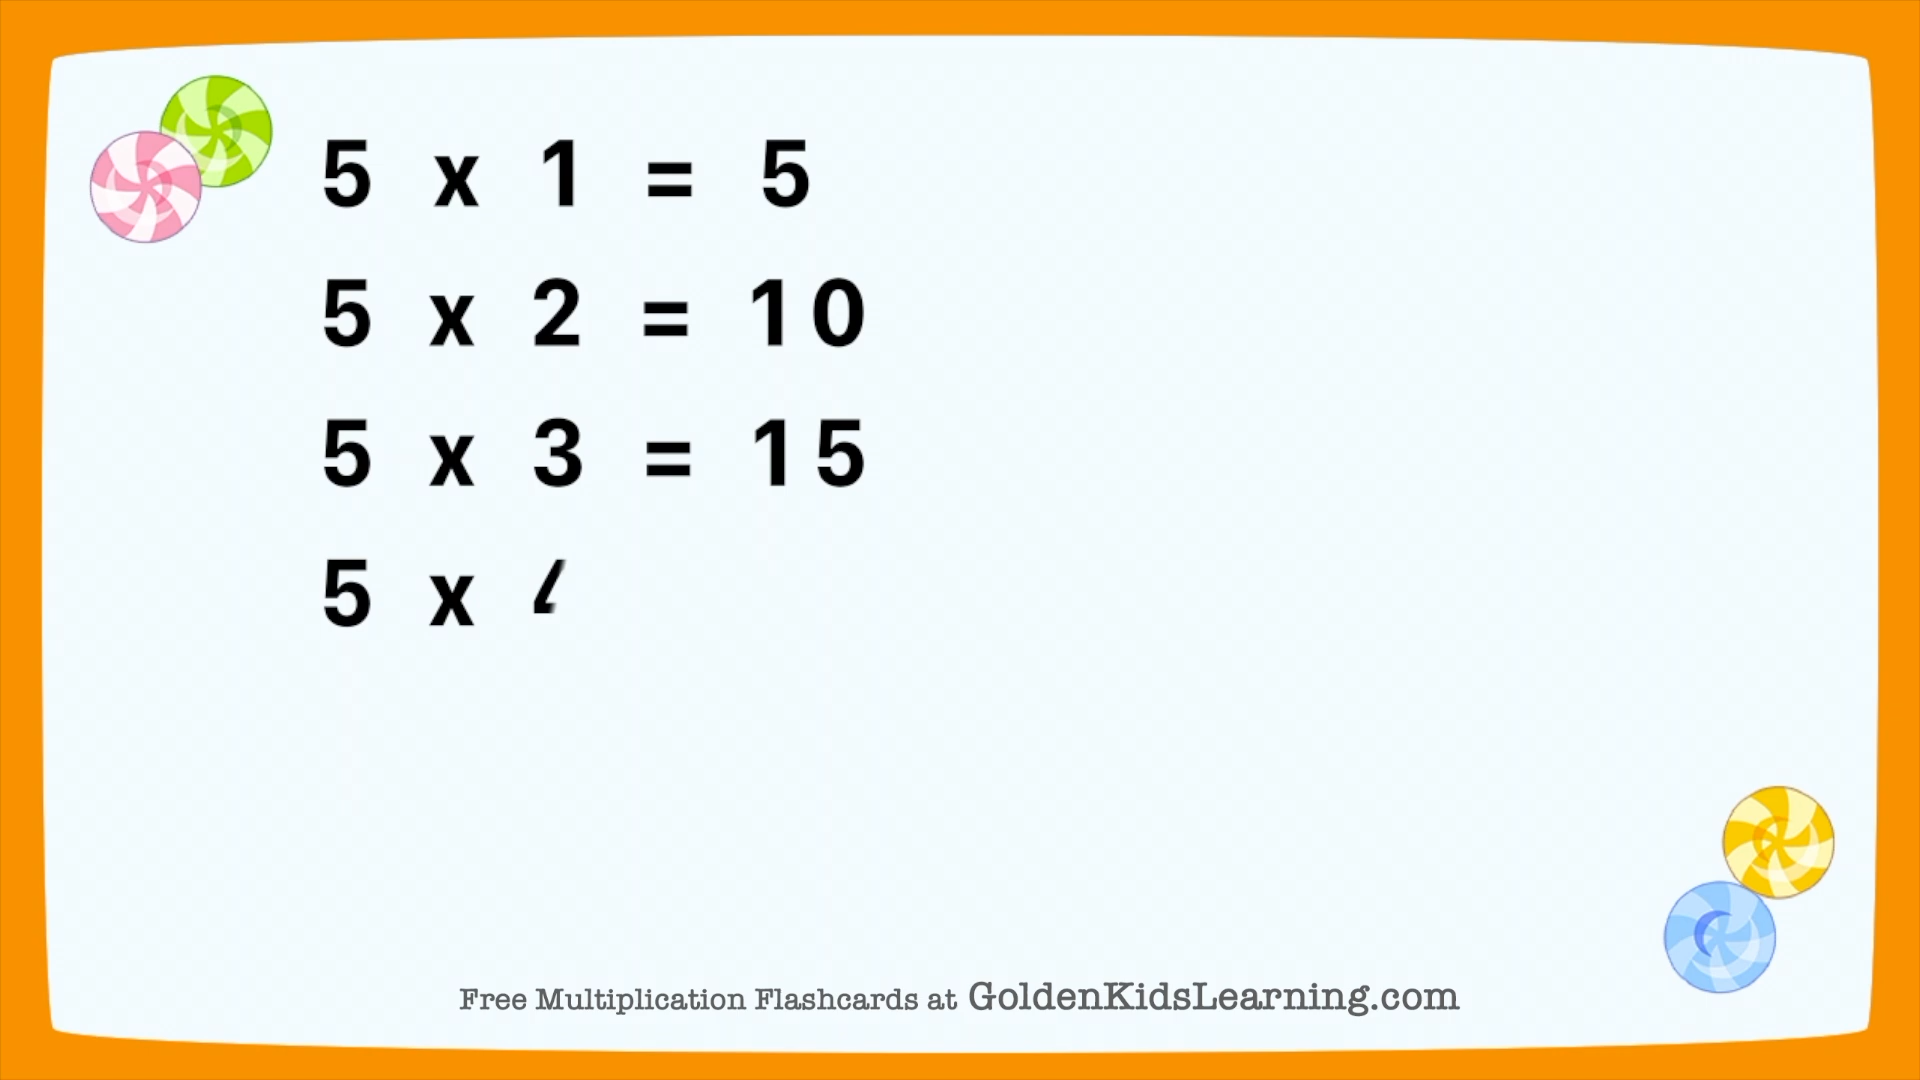 5 x 1 = 5
5 x 2 = 10
5 x 3 = 15
5 x
Free Multiplication Flashcards at GoldenKidsLearning.com